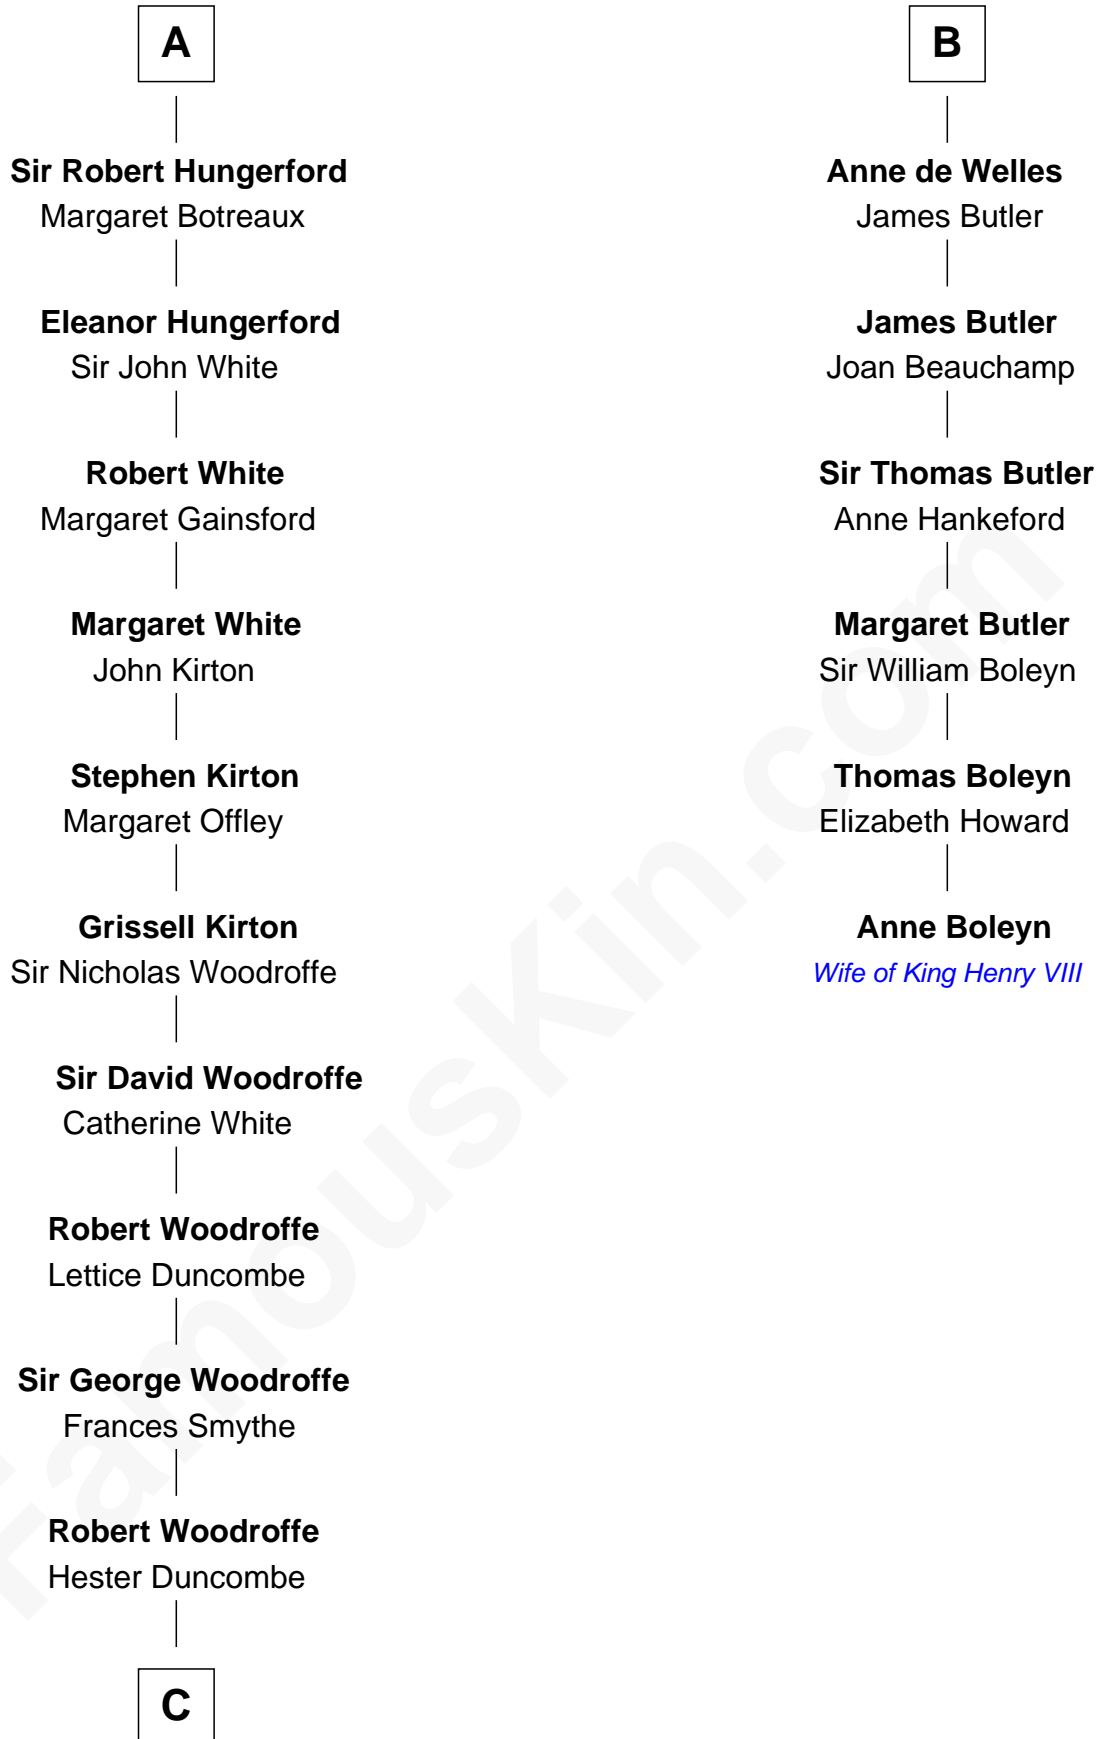 A
Sir Robert Hungerford
Margaret Botreaux
Eleanor Hungerford
Sir John White
Robert White
Margaret Gainsford
Margaret White
John Kirton
Stephen Kirton
Margaret Offley
Grissell Kirton
Sir Nicholas Woodroffe
Sir David Woodroffe
Catherine White
Robert Woodroffe
Lettice Duncombe
Sir George Woodroffe
Frances Smythe
Robert Woodroffe
Hester Duncombe
C
B
Anne de Welles
James Butler
James Butler
Joan Beauchamp
Sir Thomas Butler
Anne Hankeford
Margaret Butler
Sir William Boleyn
Thomas Boleyn
Elizabeth Howard
Anne Boleyn
Wife of King Henry VIII
FamousKin.com